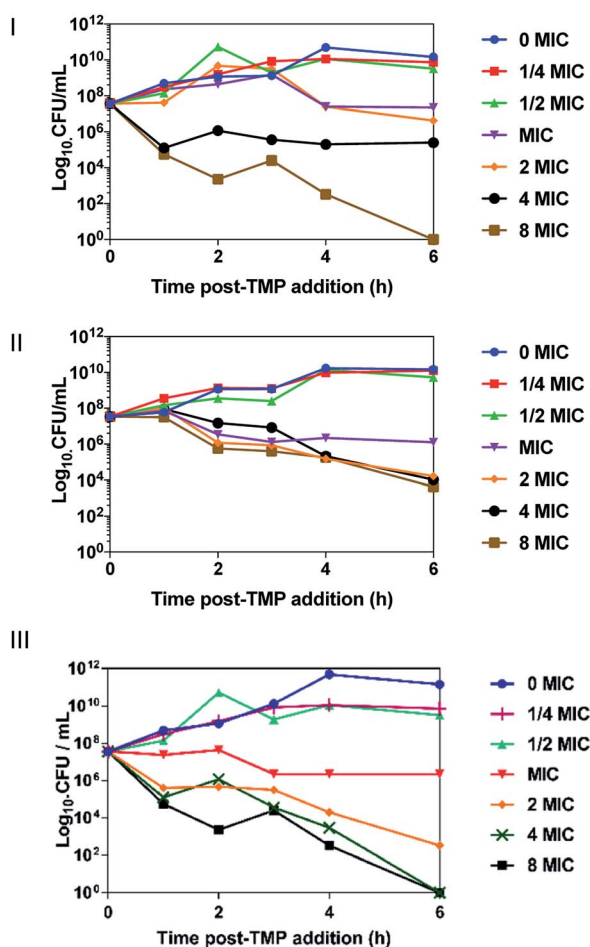 I
10^12
10^10
10^8
10^6
10^4
10^2
10^0
Log10.CFU/mL
0 2 4 6
Time post-TMP addition (h)
0 MIC
1/4 MIC
1/2 MIC
MIC
2 MIC
4 MIC
8 MIC
II
10^12
10^10
10^8
10^6
10^4
10^2
10^0
Log10.CFU/mL
0 2 4 6
Time post-TMP addition (h)
0 MIC
1/4 MIC
1/2 MIC
MIC
2 MIC
4 MIC
8 MIC
III
10^12
10^10
10^8
10^6
10^4
10^2
10^0
Log10.CFU / mL
0 2 4 6
Time post-TMP addition (h)
0 MIC
1/4 MIC
1/2 MIC
MIC
2 MIC
4 MIC
8 MIC